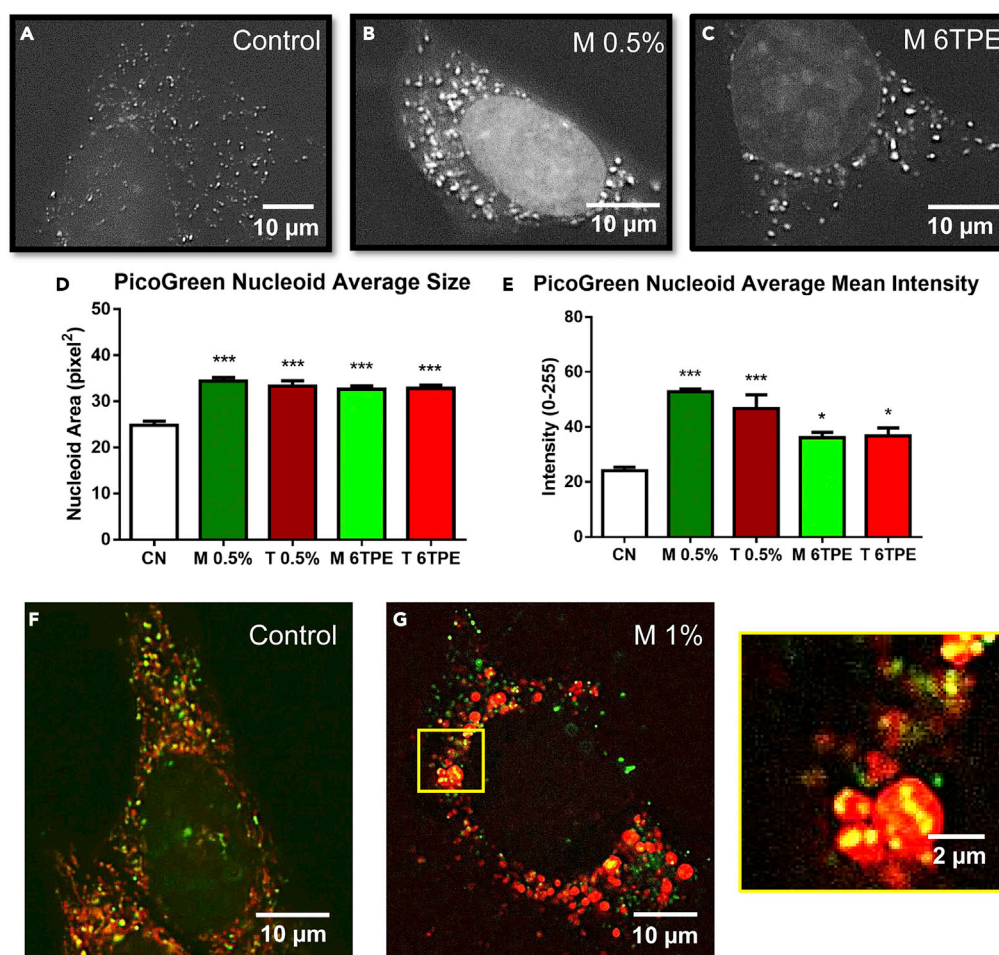 A
Control
10 µm
B
M 0.5%
10 µm
C
M 6TPE
10 µm
D
PicoGreen Nucleoid Average Size
Nucleoid Area (pixel²)
50
40
30
20
10
0
***
***
***
***
CN
M 0.5%
T 0.5%
M 6TPE
T 6TPE
E
PicoGreen Nucleoid Average Mean Intensity
Intensity (0-255)
80
60
40
20
0
***
***
*
*
CN
M 0.5%
T 0.5%
M 6TPE
T 6TPE
F
Control
10 µm
G
M 1%
10 µm
2 µm